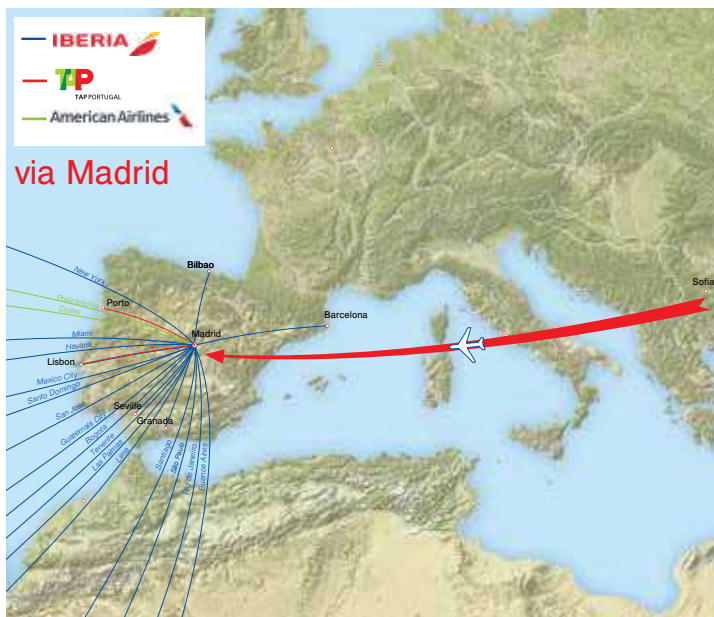 IBERIA
TAP
TAP PORTUGAL
American Airlines
via Madrid
Bilbao
Sofia
New York
Philadelphia
Dallas
Porto
Barcelona
Madrid
Miami
Havana
Lisbon
Mexico City
Santo Domingo
San Jose
Seville
Granada
Guatemala City
Bogota
Tenerife
Las Palmas
Lima
Santiago
São Paulo
Rio de Janeiro
Buenos Aires